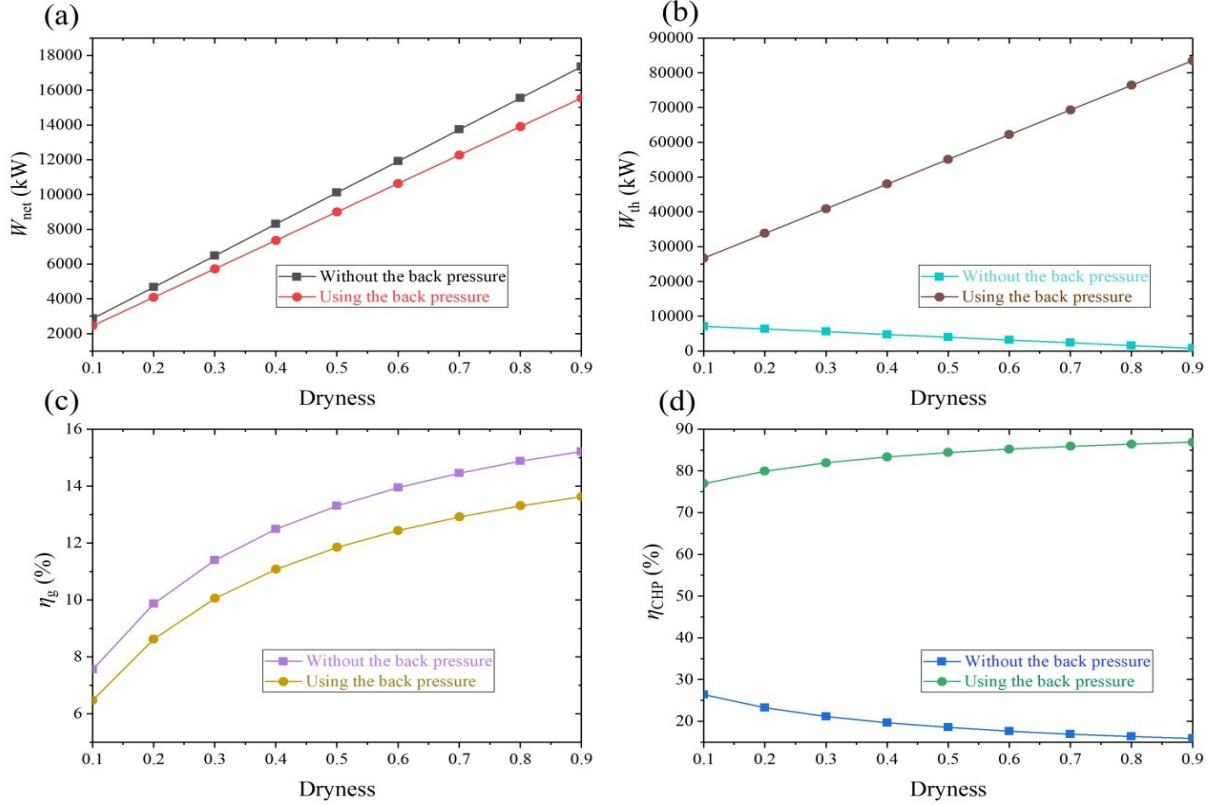 (a)
18000
16000
14000
12000
10000
8000
6000
4000
2000
W_net (kW)
Without the back pressure
Using the back pressure
0.1 0.2 0.3 0.4 0.5 0.6 0.7 0.8 0.9
Dryness
(b)
90000
80000
70000
60000
50000
40000
30000
20000
10000
0
W_th (kW)
Without the back pressure
Using the back pressure
0.1 0.2 0.3 0.4 0.5 0.6 0.7 0.8 0.9
Dryness
(c)
16
14
12
10
8
6
η_g (%)
Without the back pressure
Using the back pressure
0.1 0.2 0.3 0.4 0.5 0.6 0.7 0.8 0.9
Dryness
(d)
90
80
70
60
50
40
30
20
η_CHP (%)
Without the back pressure
Using the back pressure
0.1 0.2 0.3 0.4 0.5 0.6 0.7 0.8 0.9
Dryness